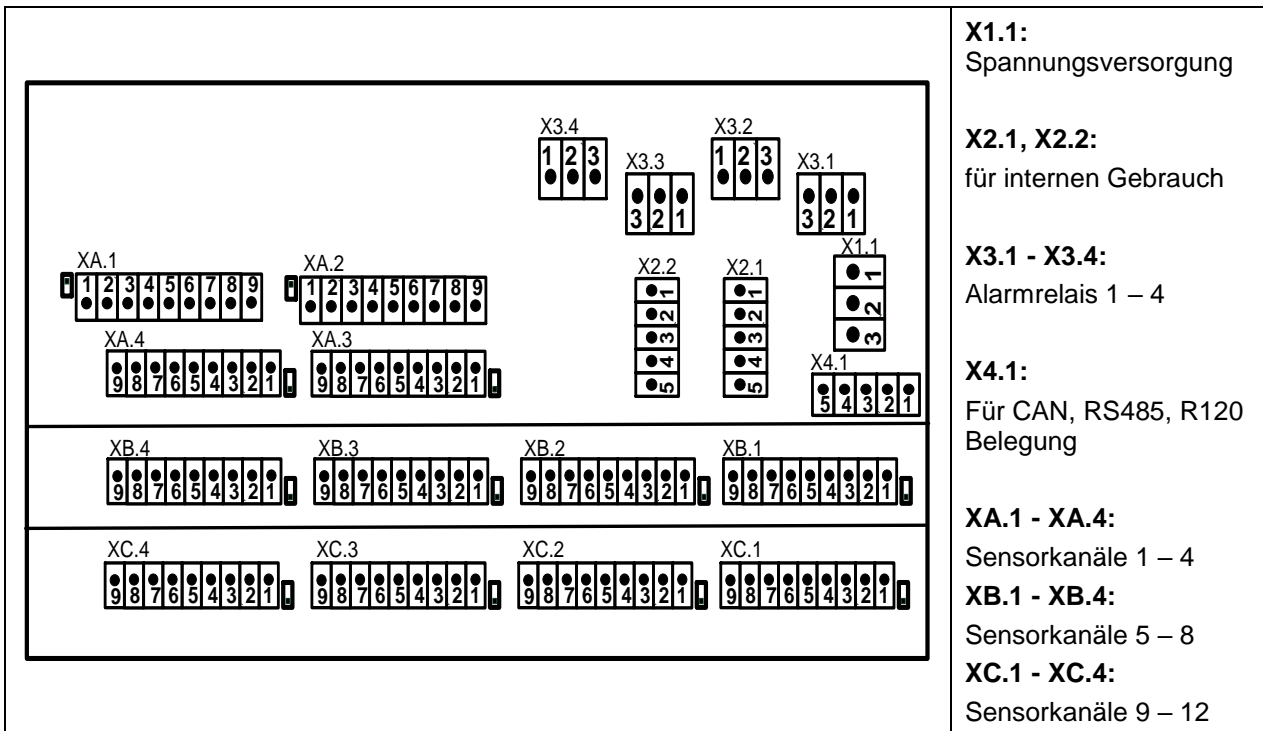 X3.4
1 2 3
X3.3
3 2 1
X3.2
1 2 3
X3.1
3 2 1
X1.1
1
2
3
X2.2
1
2
3
4
5
X2.1
1
2
3
4
5
X4.1
5 4 3 2 1
XA.1
1 2 3 4 5 6 7 8 9
XA.2
1 2 3 4 5 6 7 8 9
XA.4
9 8 7 6 5 4 3 2 1
XA.3
9 8 7 6 5 4 3 2 1
XB.4
9 8 7 6 5 4 3 2 1
XB.3
9 8 7 6 5 4 3 2 1
XB.2
9 8 7 6 5 4 3 2 1
XB.1
9 8 7 6 5 4 3 2 1
XC.4
9 8 7 6 5 4 3 2 1
XC.3
9 8 7 6 5 4 3 2 1
XC.2
9 8 7 6 5 4 3 2 1
XC.1
9 8 7 6 5 4 3 2 1
X1.1:
Spannungsversorgung
X2.1, X2.2:
für internen Gebrauch
X3.1 - X3.4:
Alarmrelais 1 – 4
X4.1:
Für CAN, RS485, R120
Belegung
XA.1 - XA.4:
Sensorkanäle 1 – 4
XB.1 - XB.4:
Sensorkanäle 5 – 8
XC.1 - XC.4:
Sensorkanäle 9 – 12